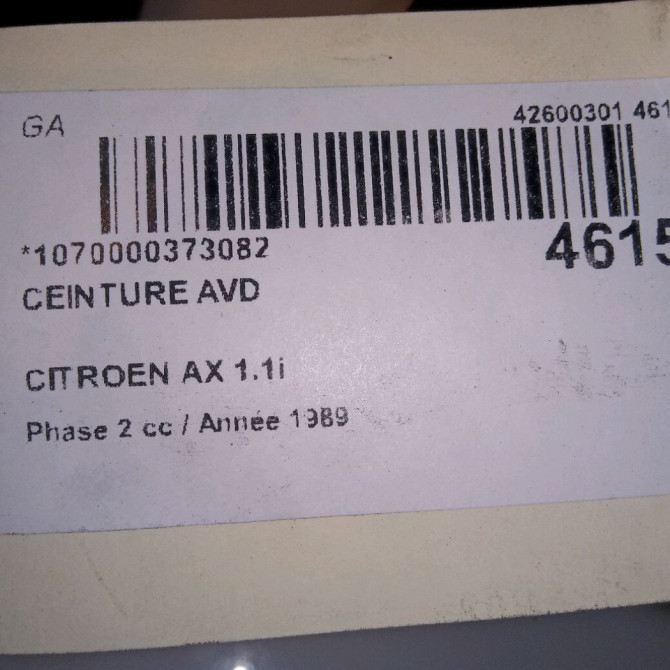 GA
42600301 461
*1070000373082
4615
CEINTURE AVD
CITROEN AX 1.1i
Phase 2 cc / Année 1989